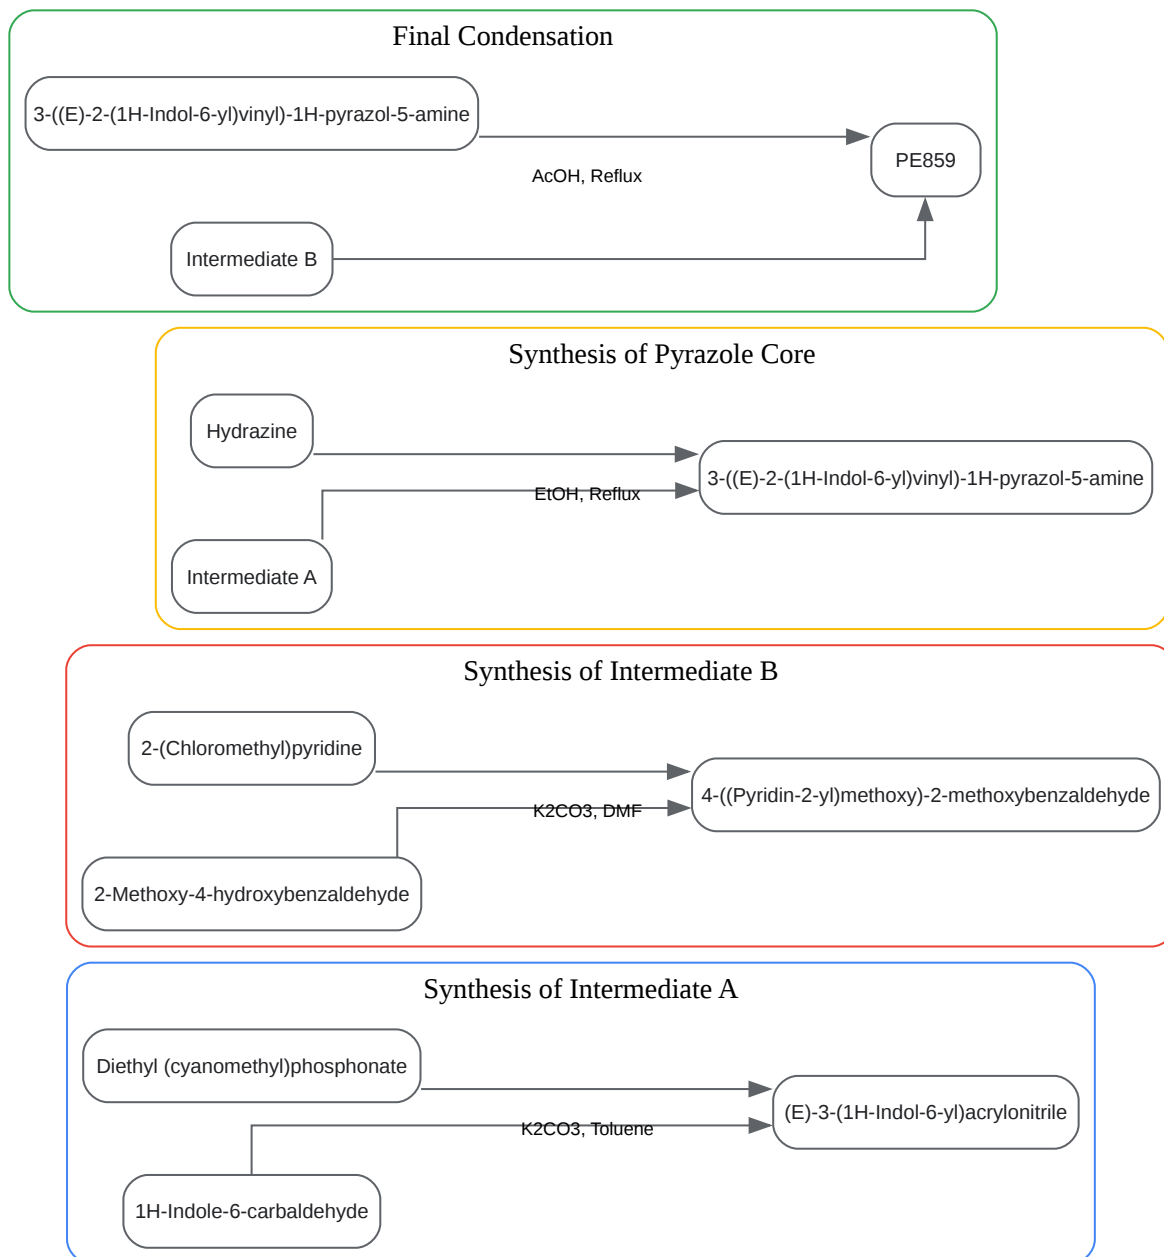 Final Condensation
3-((E)-2-(1H-Indol-6-yl)vinyl)-1H-pyrazol-5-amine
PE859
AcOH, Reflux
Intermediate B
Synthesis of Pyrazole Core
Hydrazine
3-((E)-2-(1H-Indol-6-yl)vinyl)-1H-pyrazol-5-amine
EtOH, Reflux
Intermediate A
Synthesis of Intermediate B
2-(Chloromethyl)pyridine
4-((Pyridin-2-yl)methoxy)-2-methoxybenzaldehyde
K2CO3, DMF
2-Methoxy-4-hydroxybenzaldehyde
Synthesis of Intermediate A
Diethyl (cyanomethyl)phosphonate
(E)-3-(1H-Indol-6-yl)acrylonitrile
K2CO3, Toluene
1H-Indole-6-carbaldehyde